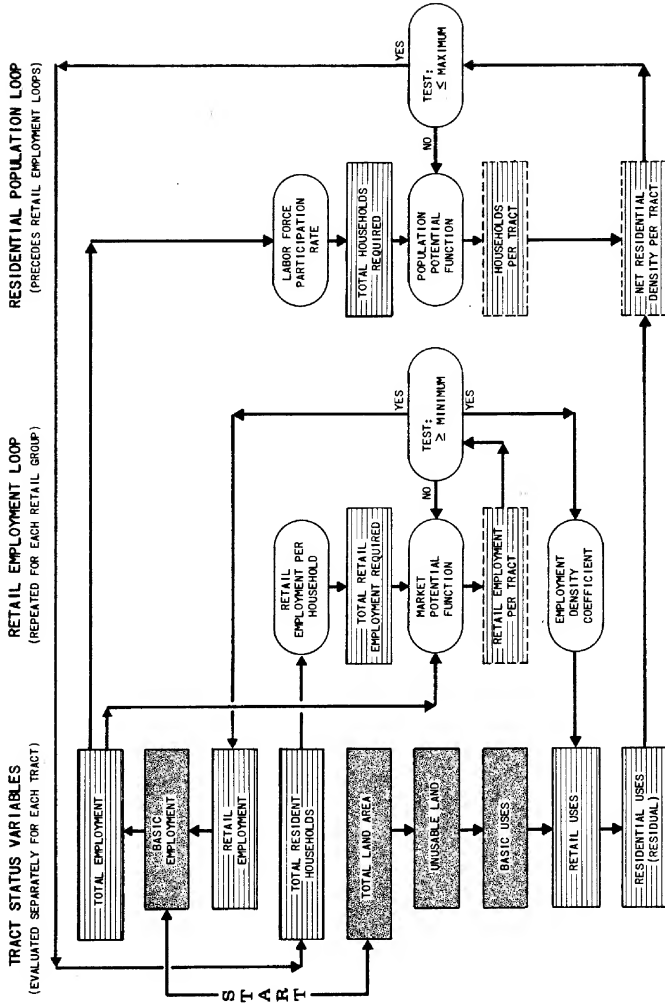 TRACT STATUS VARIABLES
(EVALUATED SEPARATELY FOR EACH TRACT)
RETAIL EMPLOYMENT LOOP
(REPEATED FOR EACH RETAIL GROUP)
RESIDENTIAL POPULATION LOOP
(PRECEDES RETAIL EMPLOYMENT LOOPS)
START
TOTAL EMPLOYMENT
BASIC
EMPLOYMENT
RETAIL
EMPLOYMENT
TOTAL RESIDENT
HOUSEHOLDS
TOTAL LAND AREA
UNUSABLE LAND
BASIC USES
RETAIL USES
RESIDENTIAL USES
(RESIDUAL)
RETAIL
EMPLOYMENT PER
HOUSEHOLD
TOTAL RETAIL
EMPLOYMENT REQUIRED
MARKET
POTENTIAL
FUNCTION
RETAIL EMPLOYMENT
PER TRACT
EMPLOYMENT
DENSITY
COEFFICIENT
YES
TEST:
≥ MINIMUM
NO
YES
LABOR FORCE
PARTICIPATION
RATE
TOTAL HOUSEHOLDS
REQUIRED
POPULATION
POTENTIAL
FUNCTION
HOUSEHOLDS
PER TRACT
NET RESIDENTIAL
DENSITY PER TRACT
YES
TEST:
≤ MAXIMUM
NO